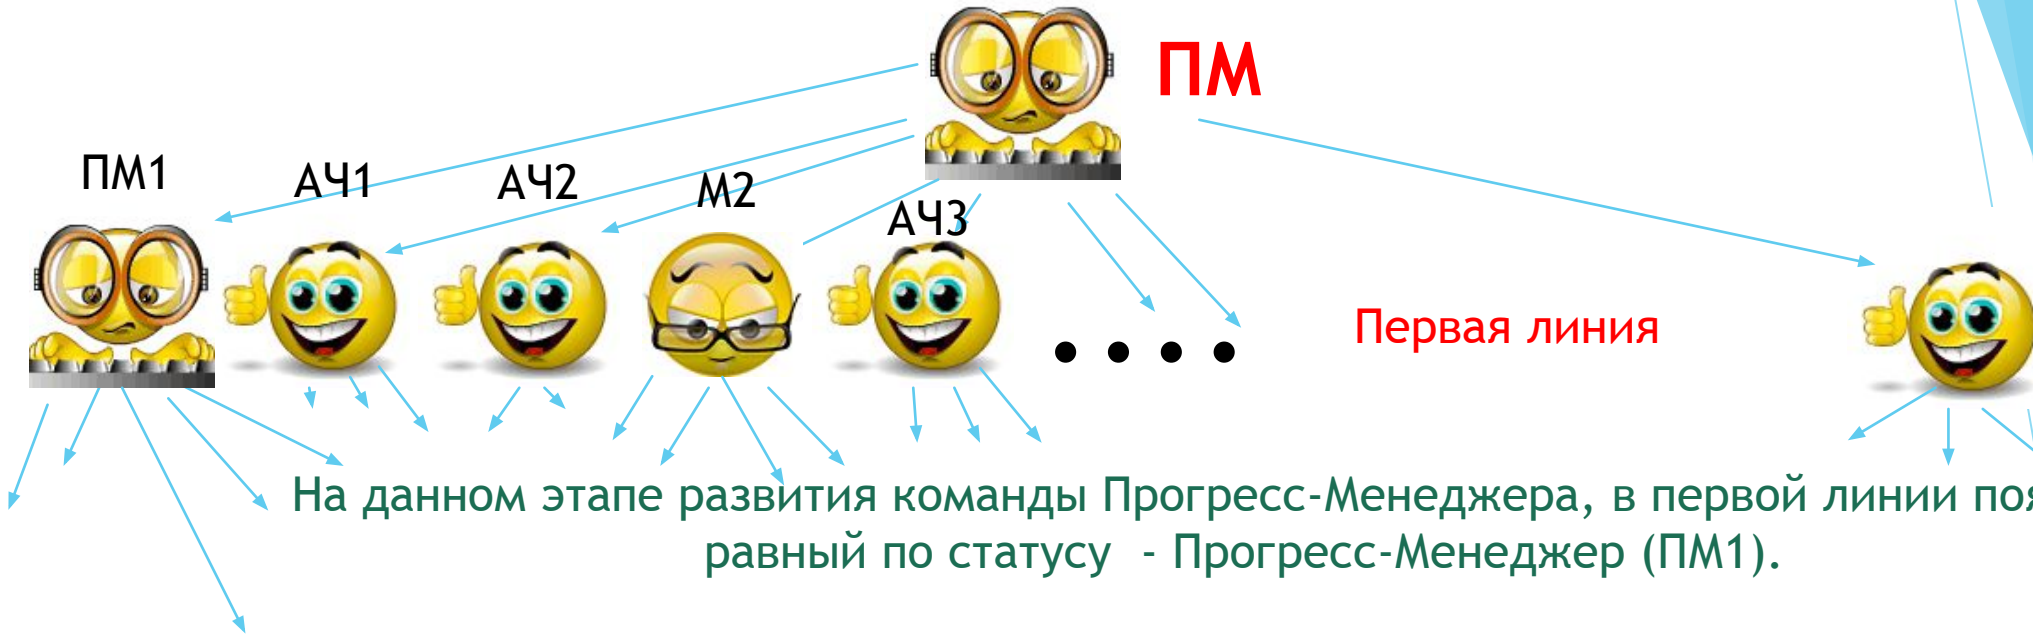 ПМ
ПМ1
АЧ1
АЧ2
М2
АЧ3
Первая линия
На данном этапе развития команды Прогресс-Менеджера, в первой линии
равный по статусу - Прогресс-Менеджер (ПМ1).